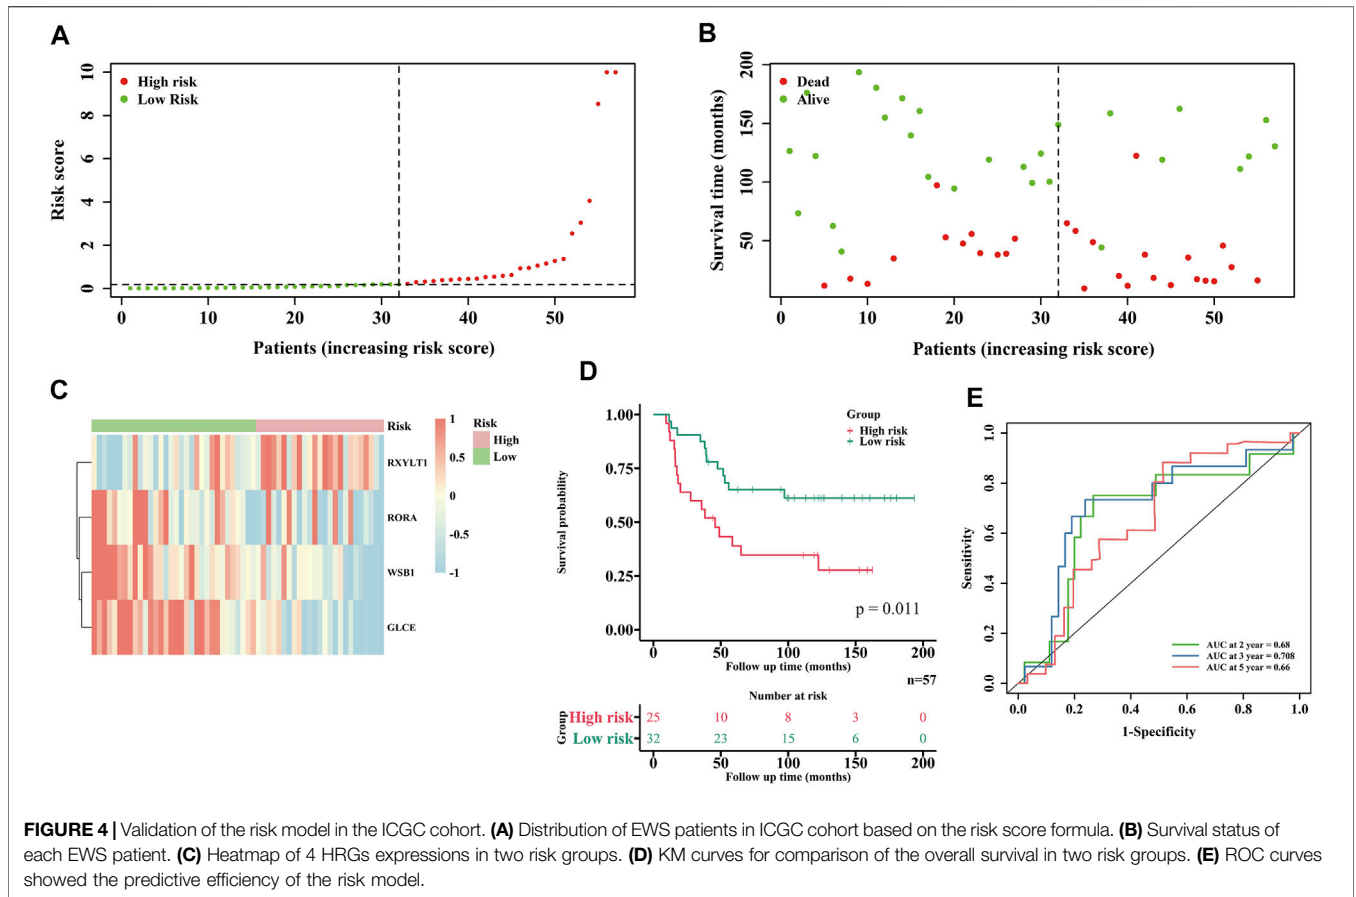 A
High risk
Low Risk
Risk score
0 2 4 6 8 10
0 10 20 30 40 50
Patients (increasing risk score)
B
Dead
Alive
Survival time (months)
50 100 150 200
0 10 20 30 40 50
Patients (increasing risk score)
C
Risk
RXYLT1
RORA
WSB1
GLCE
1
0.5
0
-0.5
-1
Risk
High
Low
D
Group
High risk
Low risk
Survival probability
1.00
0.75
0.50
0.25
0.00
p = 0.011
0 50 100 150 200
Follow up time (months)
n=57
Number at risk
Group
High risk 25 10 8 3 0
Low risk 32 23 15 6 0
0 50 100 150 200
Follow up time (months)
E
Sensitivity
0.0 0.2 0.4 0.6 0.8 1.0
AUC at 2 year = 0.68
AUC at 3 year = 0.708
AUC at 5 year = 0.66
0.0 0.2 0.4 0.6 0.8 1.0
1-Specificity
FIGURE 4 | Validation of the risk model in the ICGC cohort. (A) Distribution of EWS patients in ICGC cohort based on the risk score formula. (B) Survival status of
each EWS patient. (C) Heatmap of 4 HRGs expressions in two risk groups. (D) KM curves for comparison of the overall survival in two risk groups. (E) ROC curves
showed the predictive efficiency of the risk model.